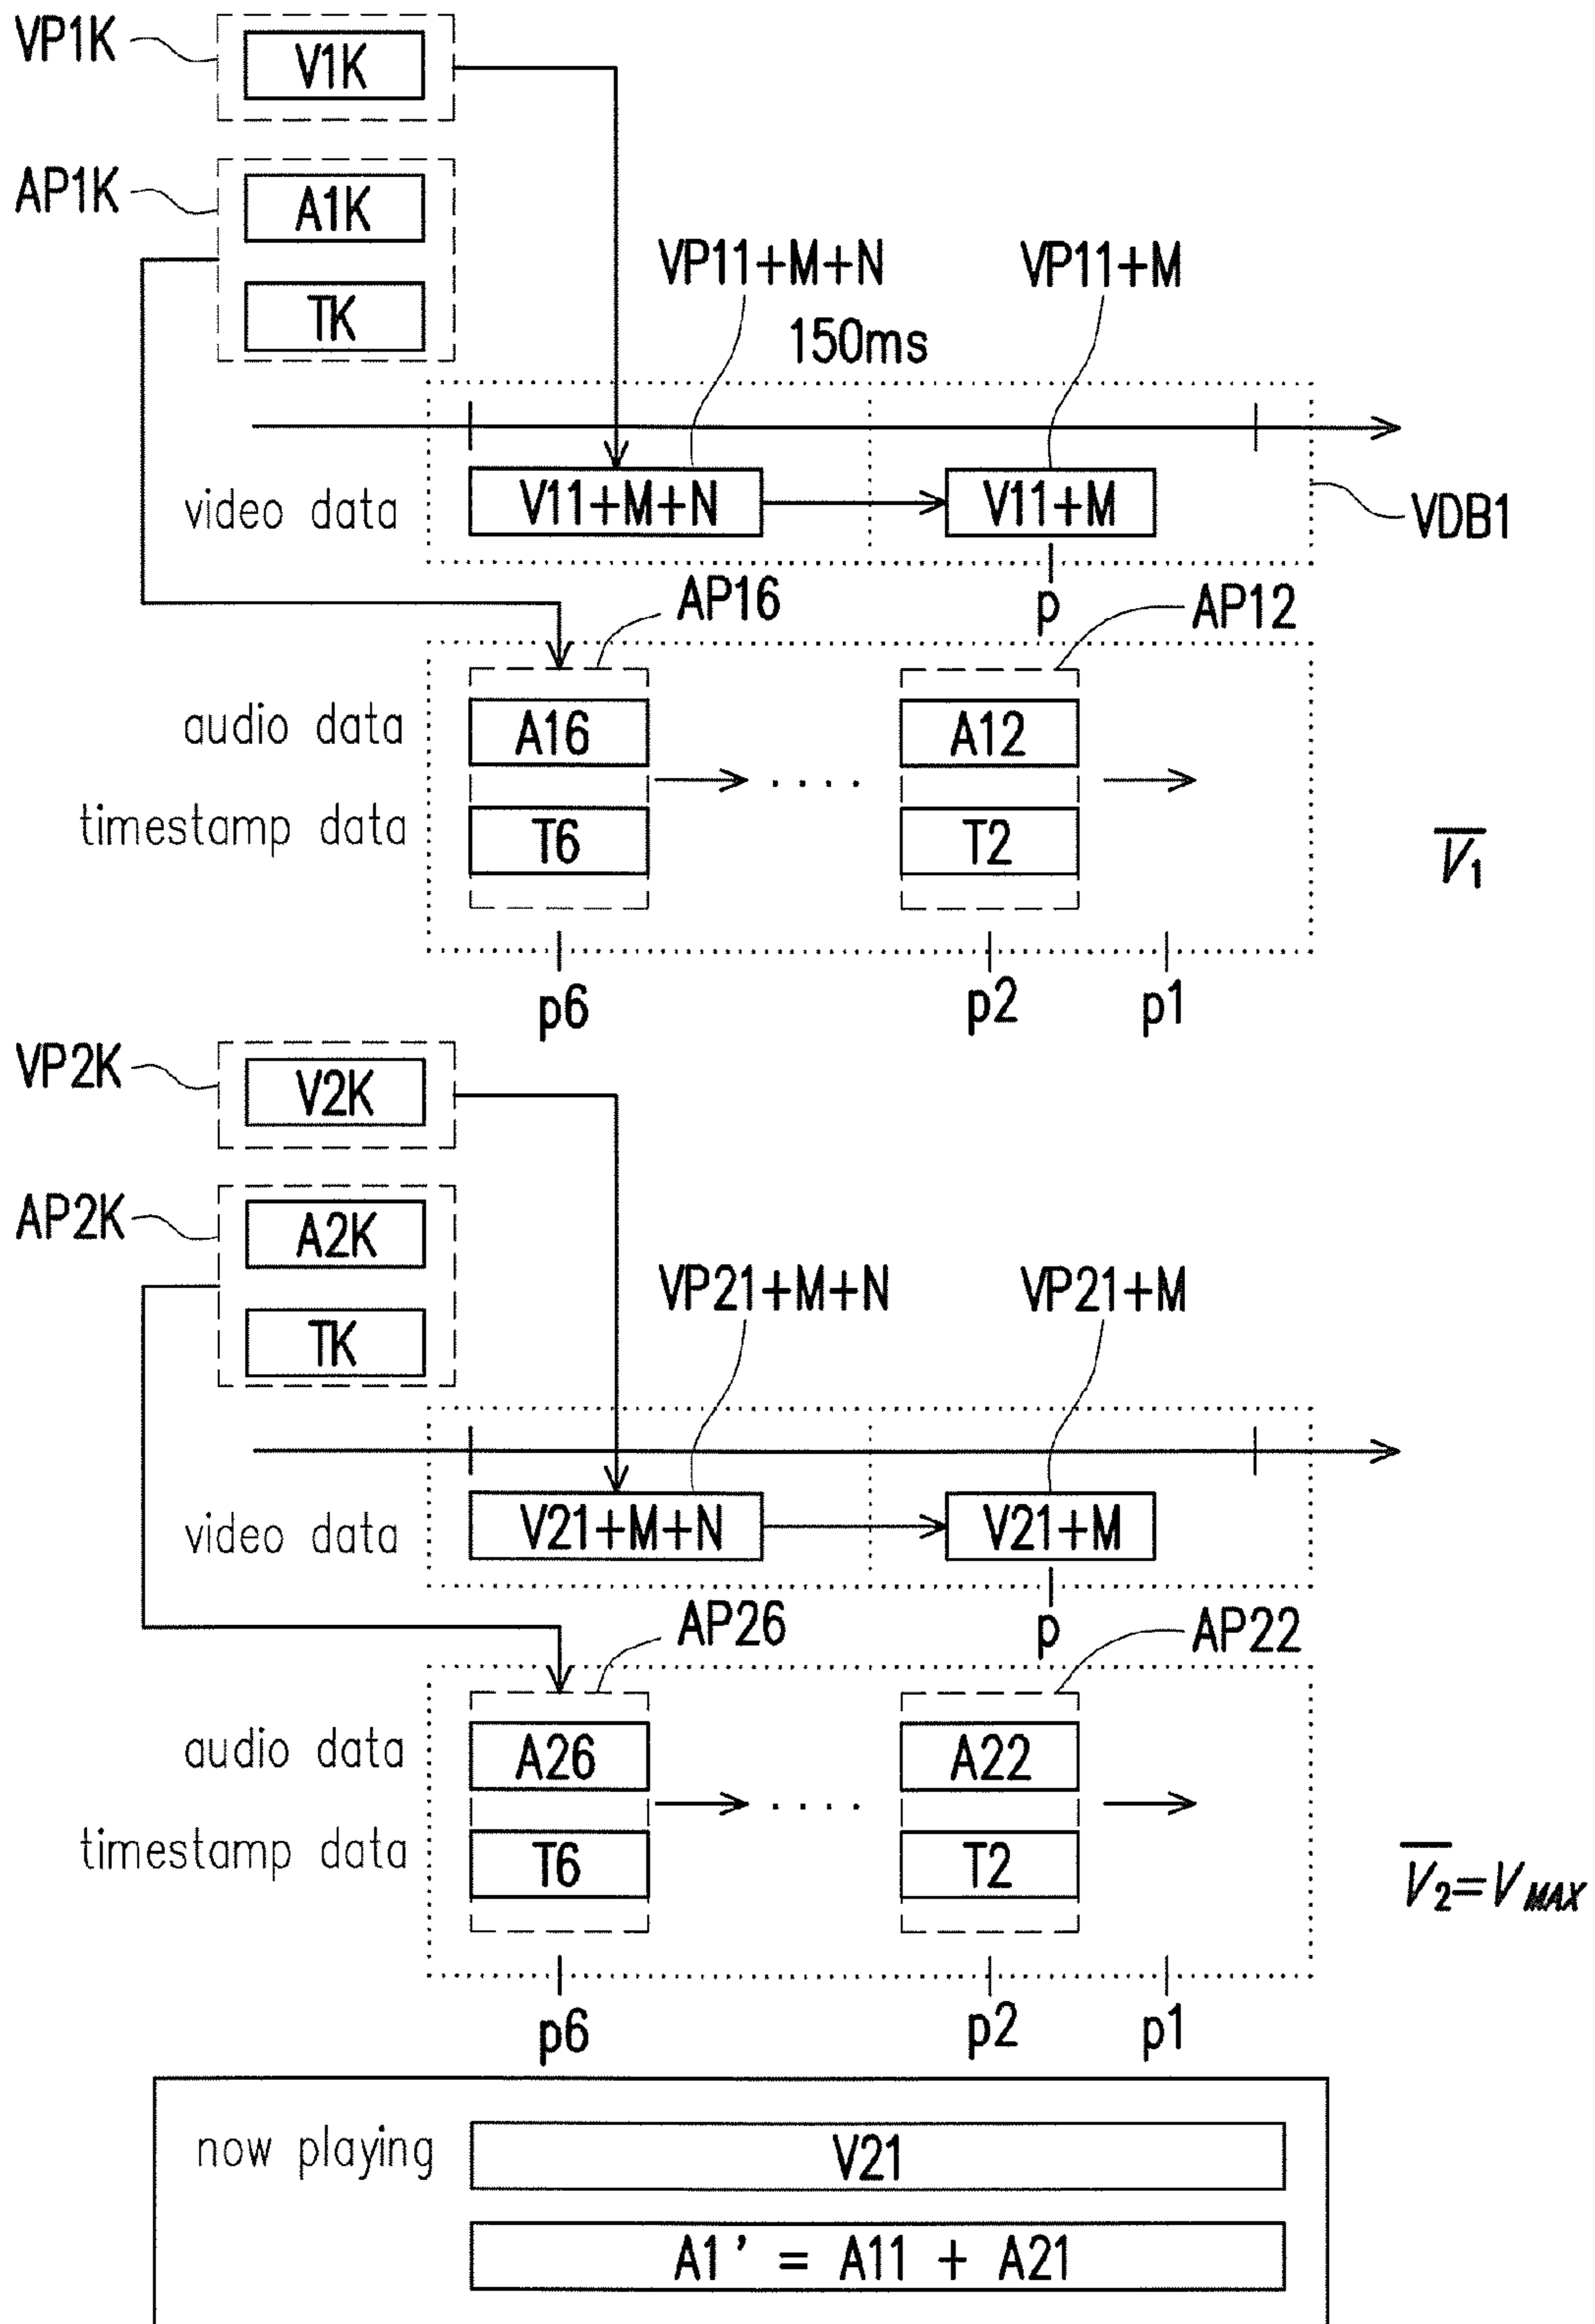 VP1K
V1K
AP1K
A1K
TK
VP11+M+N
VP11+M
150ms
video data
V11+M+N
V11+M
VDB1
p
AP16
AP12
audio data
A16
A12
. . . .
timestamp data
T6
T2
V1
p6
p2
p1
VP2K
V2K
AP2K
A2K
TK
VP21+M+N
VP21+M
video data
V21+M+N
V21+M
p
AP26
AP22
audio data
A26
A22
. . . .
timestamp data
T6
T2
V2=VMAX
p6
p2
p1
now playing
V21
A1' = A11 + A21